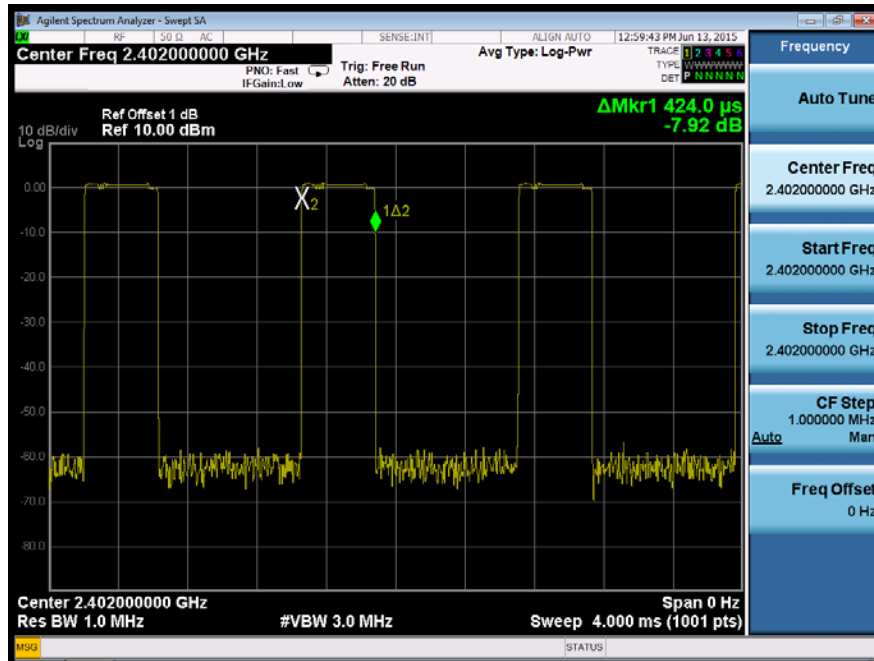 Agilent Spectrum Analyzer - Swept SA
LXI RF 50 Ω AC SENSE:INT ALIGN AUTO 12:59:43 PM Jun 13, 2015
Center Freq 2.402000000 GHz
PNO: Fast
IFGain:Low
Trig: Free Run
Atten: 20 dB
Avg Type: Log-Pwr
TRACE 1 2 3 4 5 6
TYPE WWWWWW
DET P N N N N N
Ref Offset 1 dB
Ref 10.00 dBm
10 dB/div
Log
ΔMkr1 424.0 µs
-7.92 dB
0.00
-10.0
-20.0
-30.0
-40.0
-50.0
-60.0
-70.0
-80.0
X2
1Δ2
Center 2.402000000 GHz
Span 0 Hz
Res BW 1.0 MHz
#VBW 3.0 MHz
Sweep 4.000 ms (1001 pts)
MSG
STATUS
Frequency
Auto Tune
Center Freq
2.402000000 GHz
Start Freq
2.402000000 GHz
Stop Freq
2.402000000 GHz
CF Step
1.000000 MHz
Auto Man
Freq Offset
0 Hz